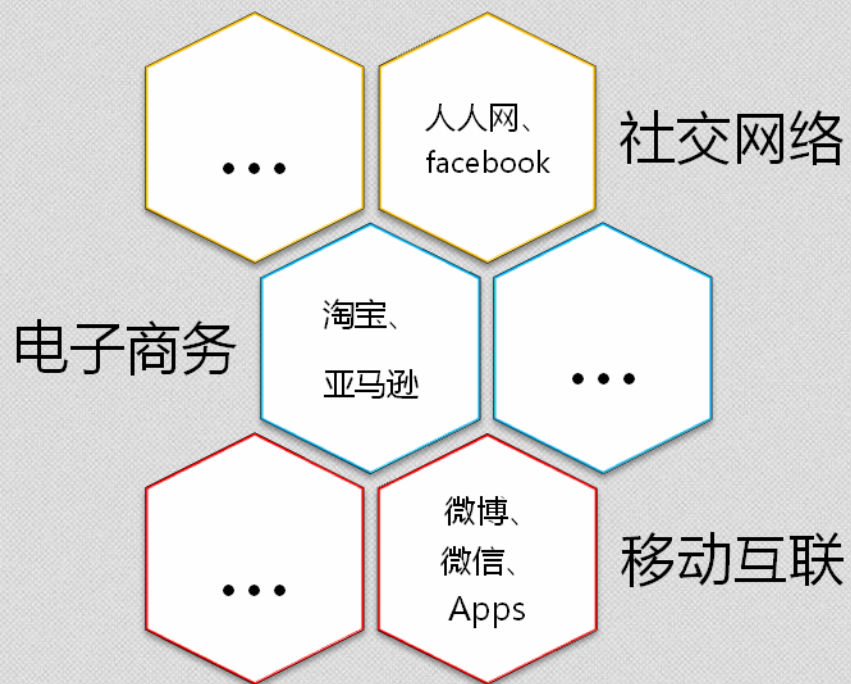 •••
人人网、
facebook
社交网络
电子商务
淘宝、
亚马逊
•••
•••
微博、
微信、
Apps
移动互联